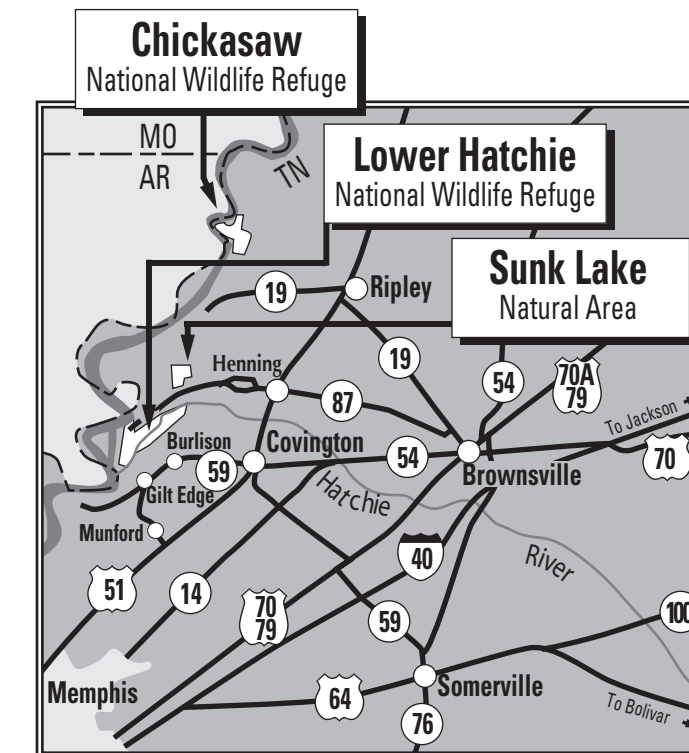 Chickasaw
National Wildlife Refuge
MO
AR
TN
Lower Hatchie
National Wildlife Refuge
Sunk Lake
Natural Area
19
Ripley
19
Henning
54
70A
79
87
To Jackson
Burlison
Covington
59
54
70
Brownsville
Gilt Edge
Hatchie
Munford
40
River
51
14
70
79
59
100
Memphis
64
Somerville
To Bolivar
76